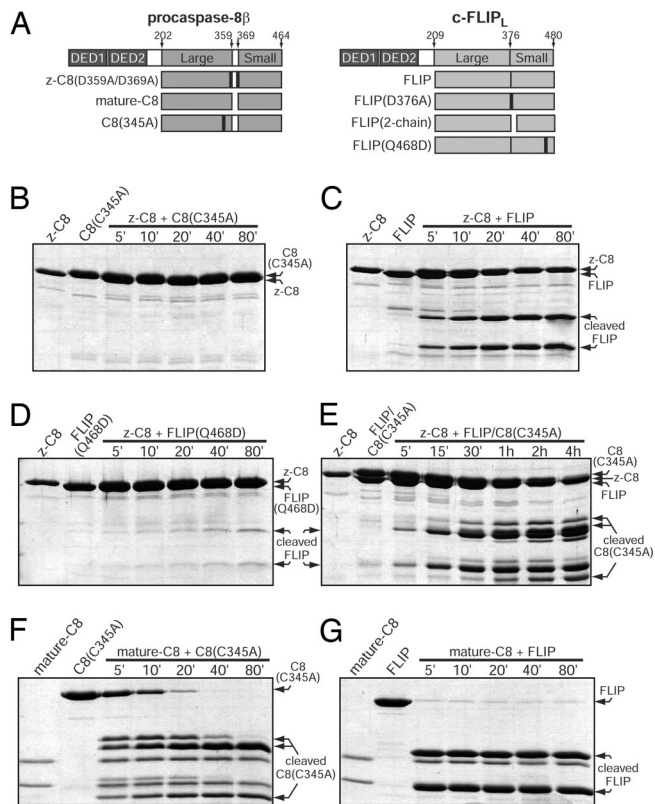 A
procaspase-8β
c-FLIPL
202 359 369 464
209 376 480
DED1 DED2 Large Small
DED1 DED2 Large Small
z-C8(D359A/D369A)
mature-C8
C8(345A)
FLIP
FLIP(D376A)
FLIP(2-chain)
FLIP(Q468D)
B
z-C8
C8(C345A)
z-C8 + C8(C345A)
5' 10' 20' 40' 80'
C8
(C345A)
z-C8
C
z-C8
FLIP
z-C8 + FLIP
5' 10' 20' 40' 80'
z-C8
FLIP
cleaved
FLIP
D
z-C8
FLIP
(Q468D)
z-C8 + FLIP(Q468D)
5' 10' 20' 40' 80'
z-C8
FLIP
(Q468D)
cleaved
FLIP
E
z-C8
FLIP/
C8(C345A)
z-C8 + FLIP/C8(C345A)
5' 15' 30' 1h 2h 4h
C8
(C345A)
z-C8
FLIP
cleaved
C8(C345A)
F
mature-C8
C8(C345A)
mature-C8 + C8(C345A)
5' 10' 20' 40' 80'
C8
(C345A)
cleaved
C8(C345A)
G
mature-C8
FLIP
mature-C8 + FLIP
5' 10' 20' 40' 80'
FLIP
cleaved
FLIP